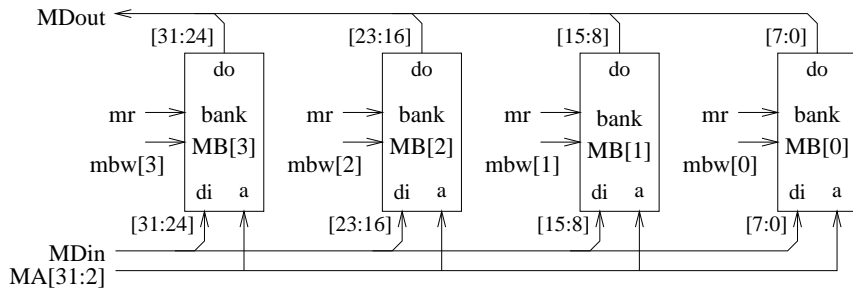 MDout
[31:24] [23:16] [15:8] [7:0]
do do do do
mr bank mr bank mr bank mr bank
mbw[3] MB[3] mbw[2] MB[2] mbw[1] MB[1] mbw[0] MB[0]
di a di a di a di a
[31:24] [23:16] [15:8] [7:0]
MDin
MA[31:2]